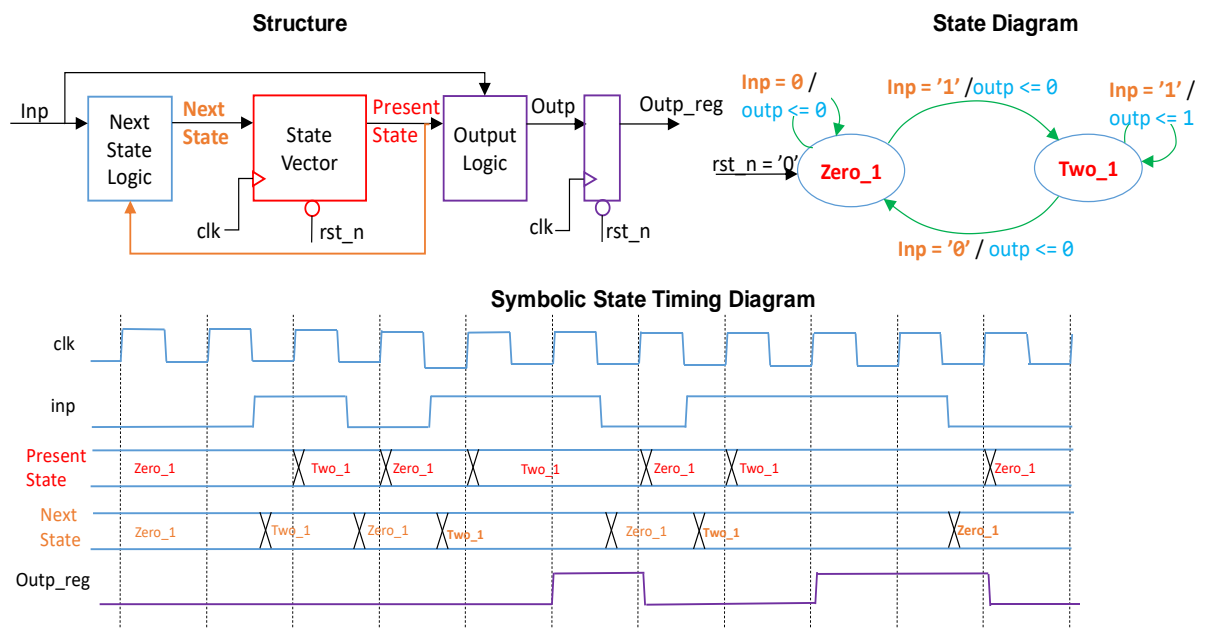 Structure
State Diagram
Inp
Next
State
Logic
Next
State
State
Vector
Present
State
Output
Logic
Outp
Outp_reg
clk
rst_n
clk
rst_n
Inp = 0 /
outp <= 0
Inp = '1' /outp <= 0
Inp = '1' /
outp <= 1
rst_n = '0'
Zero_1
Two_1
Inp = '0' / outp <= 0
Symbolic State Timing Diagram
clk
inp
Present
State
Zero_1
Two_1
Zero_1
Two_1
Zero_1
Two_1
Zero_1
Next
State
Zero_1
Two_1
Zero_1
Two_1
Zero_1
Two_1
Zero_1
Outp_reg